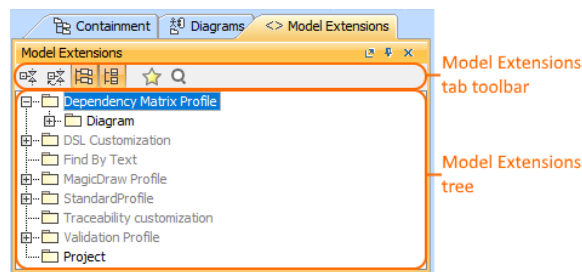 Containment Diagrams <> Model Extensions
Model Extensions
Model Extensions
tab toolbar
Dependency Matrix Profile
Diagram
DSL Customization
Find By Text
MagicDraw Profile
StandardProfile
Traceability customization
Validation Profile
Project
Model Extensions
tree